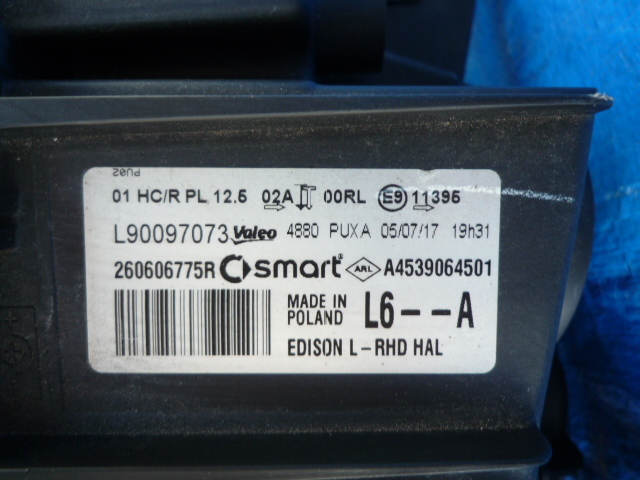 PU02
01 HC/R PL 12.5 02A 00RL E9 11395
L90097073 Valeo 4880 PUXA 05/07/17 19h31
260606775R smart ARL A4539064501
MADE IN
POLAND L6--A
EDISON L-RHD HAL